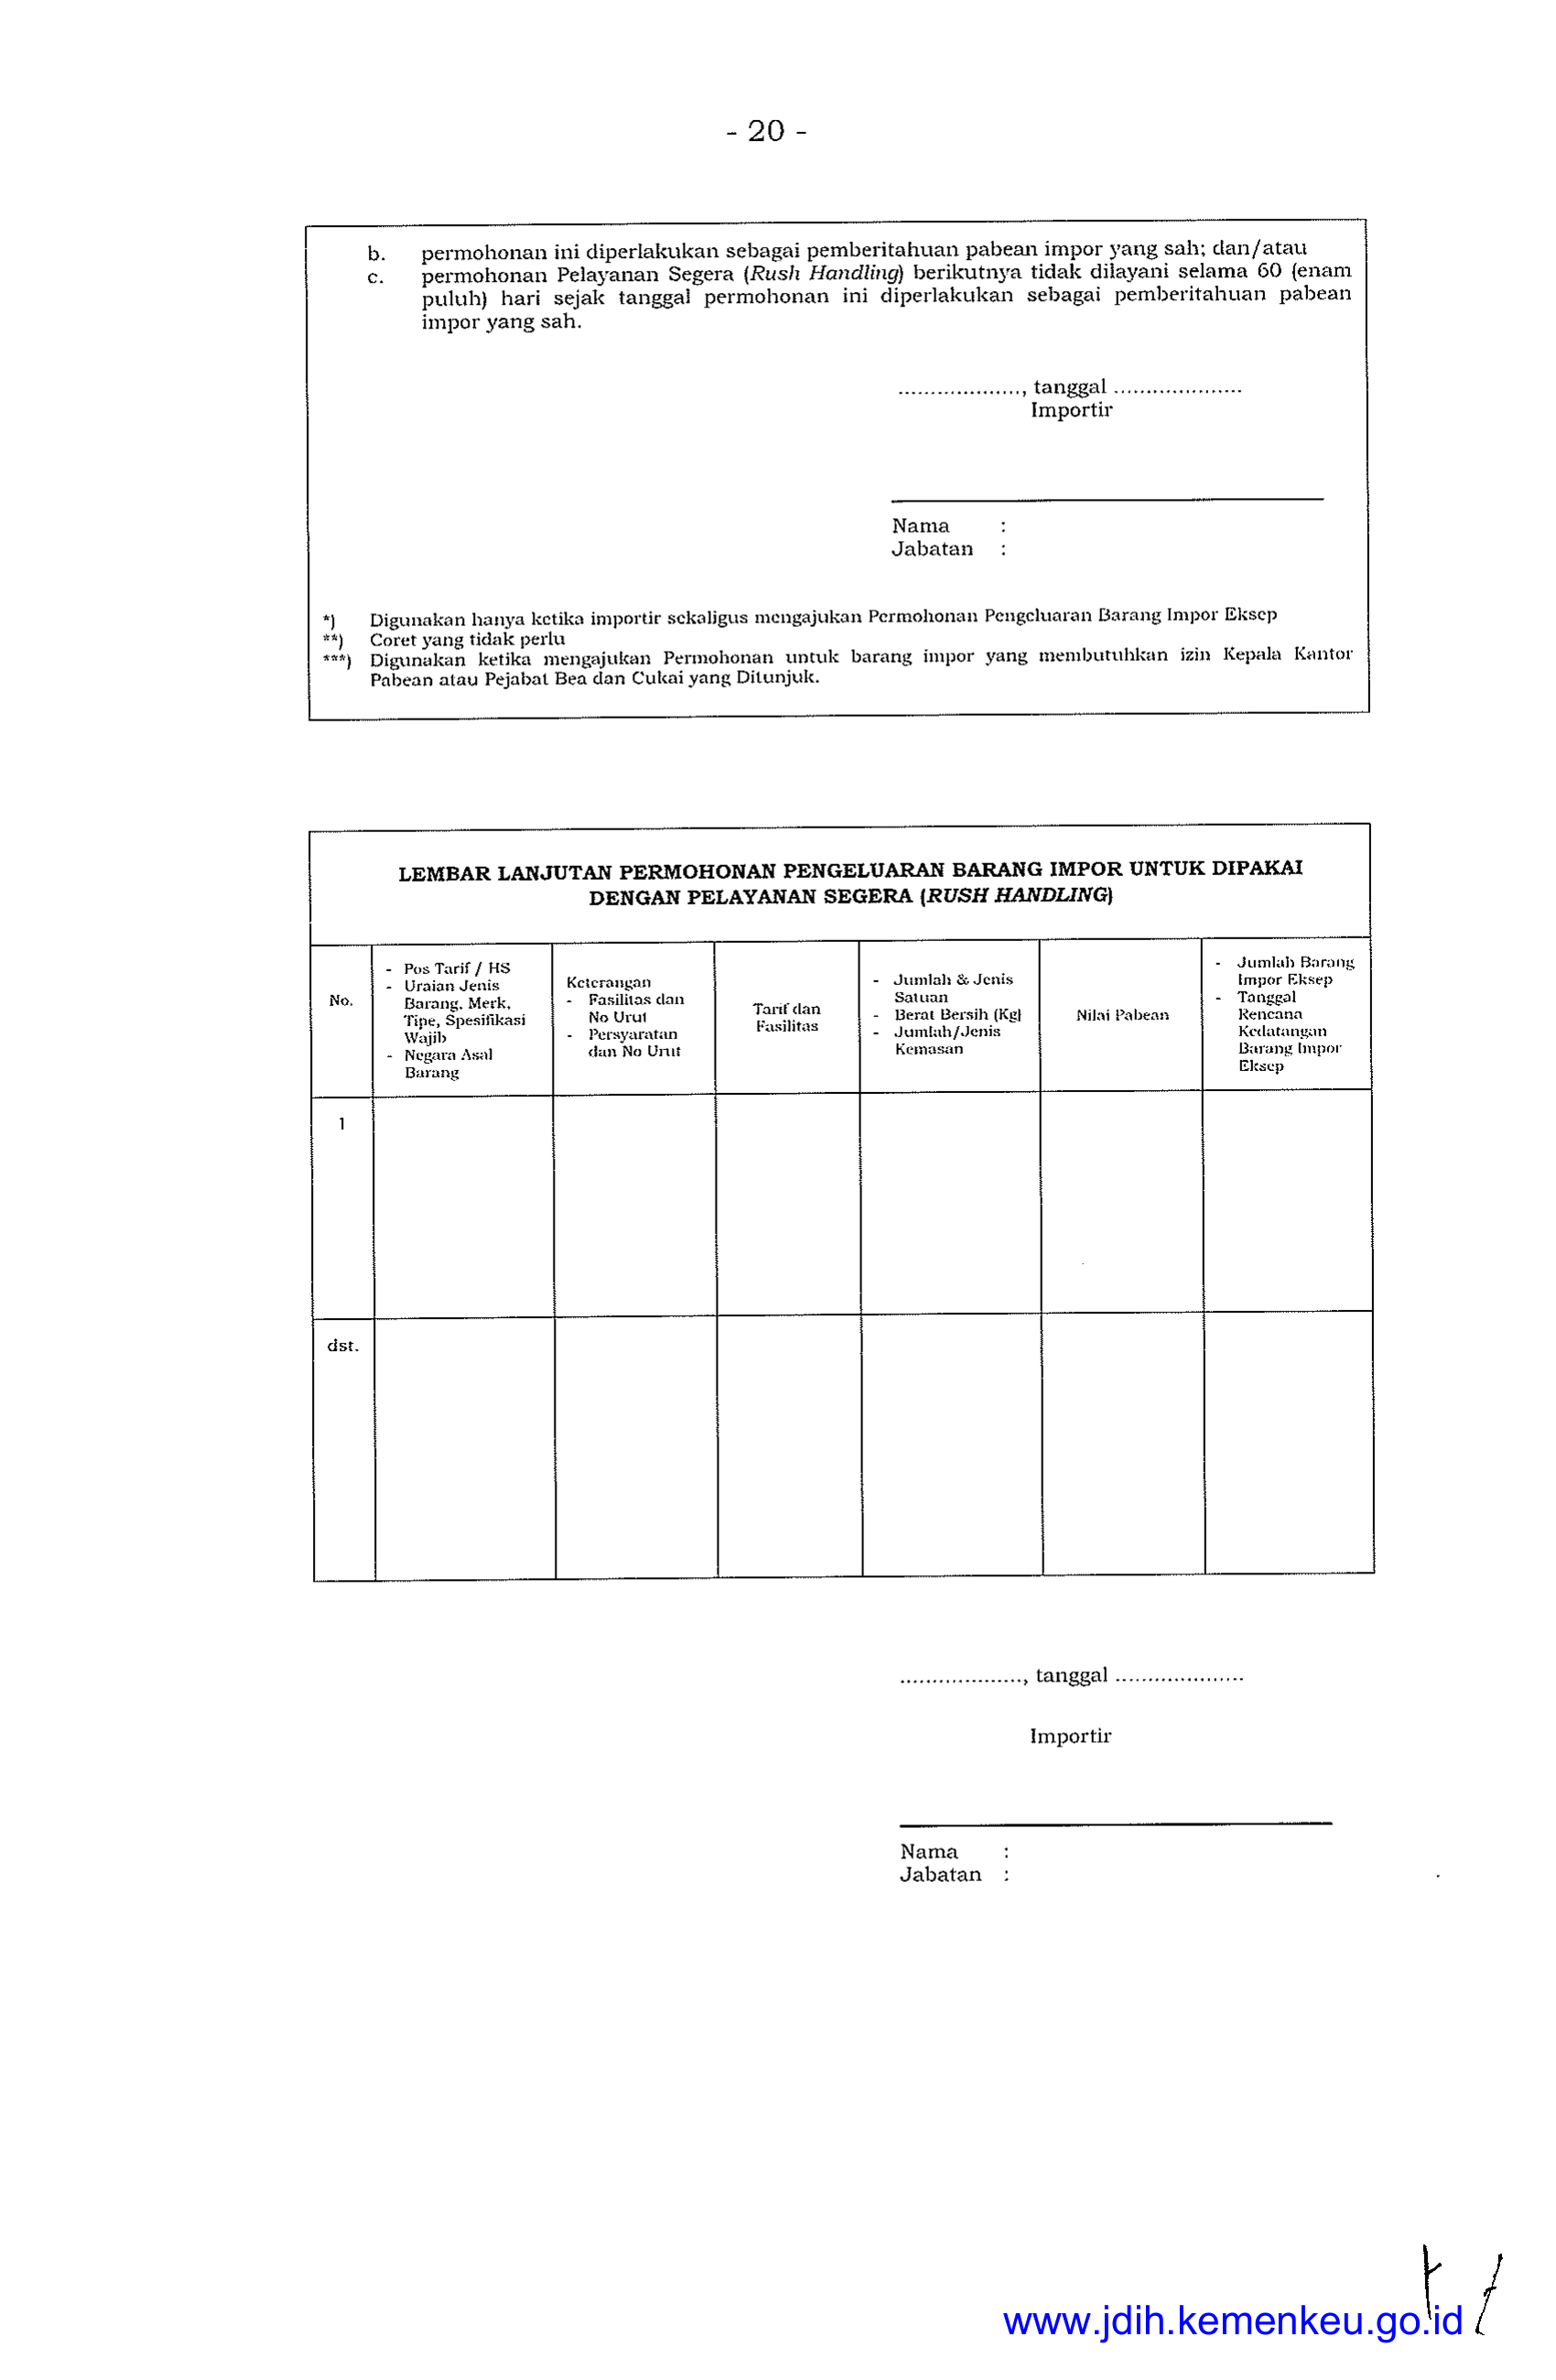 - 20 -
b. permohonan ini diperlakukan sebagai pemberitahuan pabean impor yang sah; dan/atau
c. permohonan Pelayanan Segera (Rush Handling) berikutnya tidak dilayani selama 60 (enam
puluh) hari sejak tanggal permohonan ini diperlakukan sebagai pemberitahuan pabean
impor yang sah.
..................., tanggal ....................
Importir
Nama :
Jabatan :
*) Digunakan hanya ketika importir sekaligus mengajukan Permohonan Pengeluaran Barang Impor Eksep
**) Coret yang tidak perlu
***) Digunakan ketika mengajukan Permohonan untuk barang impor yang membutuhkan izin Kepala Kantor
Pabean atau Pejabat Bea dan Cukai yang Ditunjuk.
LEMBAR LANJUTAN PERMOHONAN PENGELUARAN BARANG IMPOR UNTUK DIPAKAI
DENGAN PELAYANAN SEGERA (RUSH HANDLING)
No.
- Pos Tarif / HS
- Uraian Jenis
Barang, Merk,
Tipe, Spesifikasi
Wajib
- Negara Asal
Barang
Keterangan
- Fasilitas dan
No Urut
- Persyaratan
dan No Urut
Tarif dan
Fasilitas
- Jumlah & Jenis
Satuan
- Berat Bersih (Kg)
- Jumlah/Jenis
Kemasan
Nilai Pabean
- Jumlah Barang
Impor Eksep
- Tanggal
Rencana
Kedatangan
Barang Impor
Eksep
1
dst.
..................., tanggal ....................
Importir
Nama :
Jabatan :
www.jdih.kemenkeu.go.id